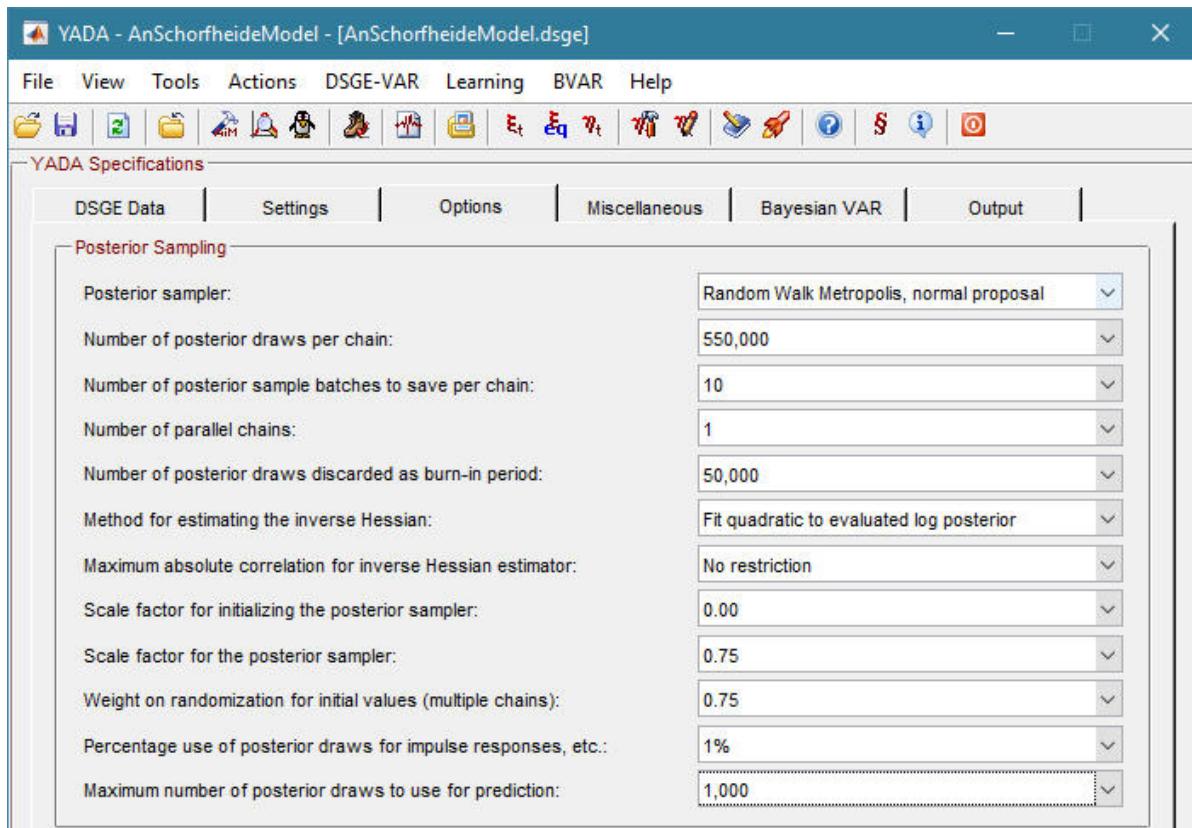 YADA - AnSchorfheideModel - [AnSchorfheideModel.dsge]
File View Tools Actions DSGE-VAR Learning BVAR Help
AiM ξt ξq ηt § i
YADA Specifications
DSGE Data Settings Options Miscellaneous Bayesian VAR Output
Posterior Sampling
Posterior sampler: Random Walk Metropolis, normal proposal
Number of posterior draws per chain: 550,000
Number of posterior sample batches to save per chain: 10
Number of parallel chains: 1
Number of posterior draws discarded as burn-in period: 50,000
Method for estimating the inverse Hessian: Fit quadratic to evaluated log posterior
Maximum absolute correlation for inverse Hessian estimator: No restriction
Scale factor for initializing the posterior sampler: 0.00
Scale factor for the posterior sampler: 0.75
Weight on randomization for initial values (multiple chains): 0.75
Percentage use of posterior draws for impulse responses, etc.: 1%
Maximum number of posterior draws to use for prediction: 1,000